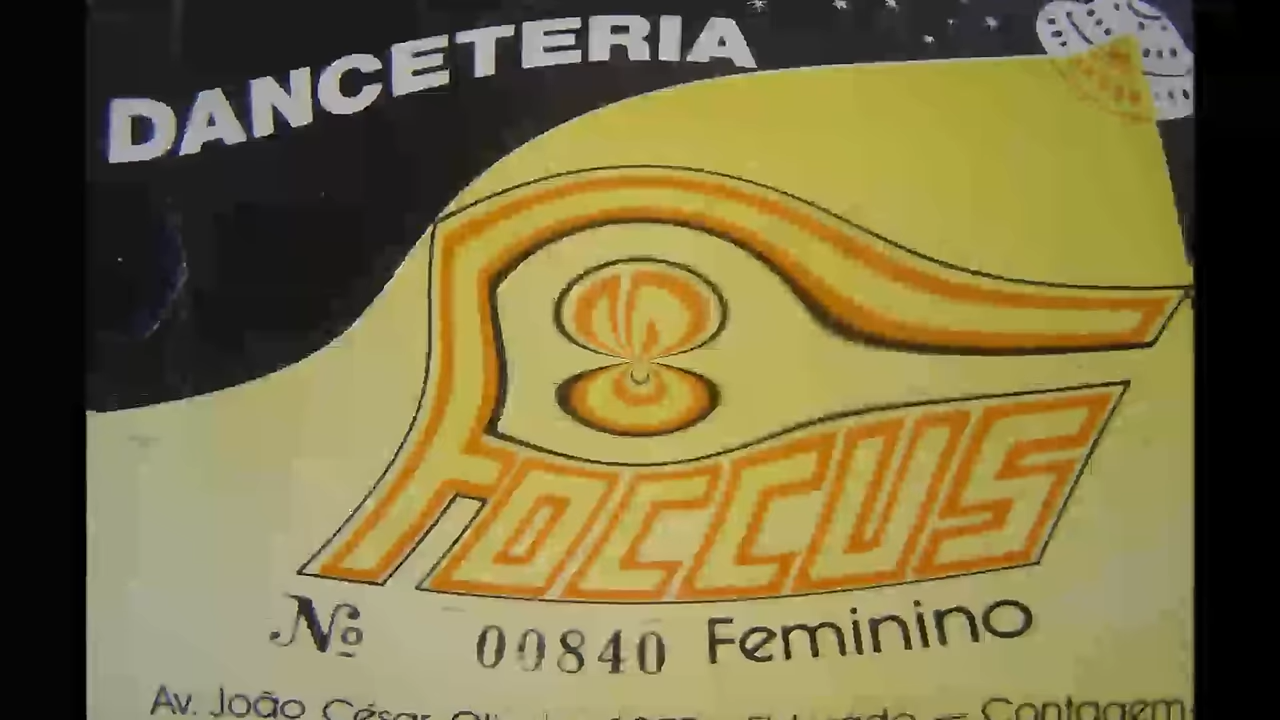 DANCETERIA
FOCCUS
Nº 00840 Feminino
Av. João César — Contagem